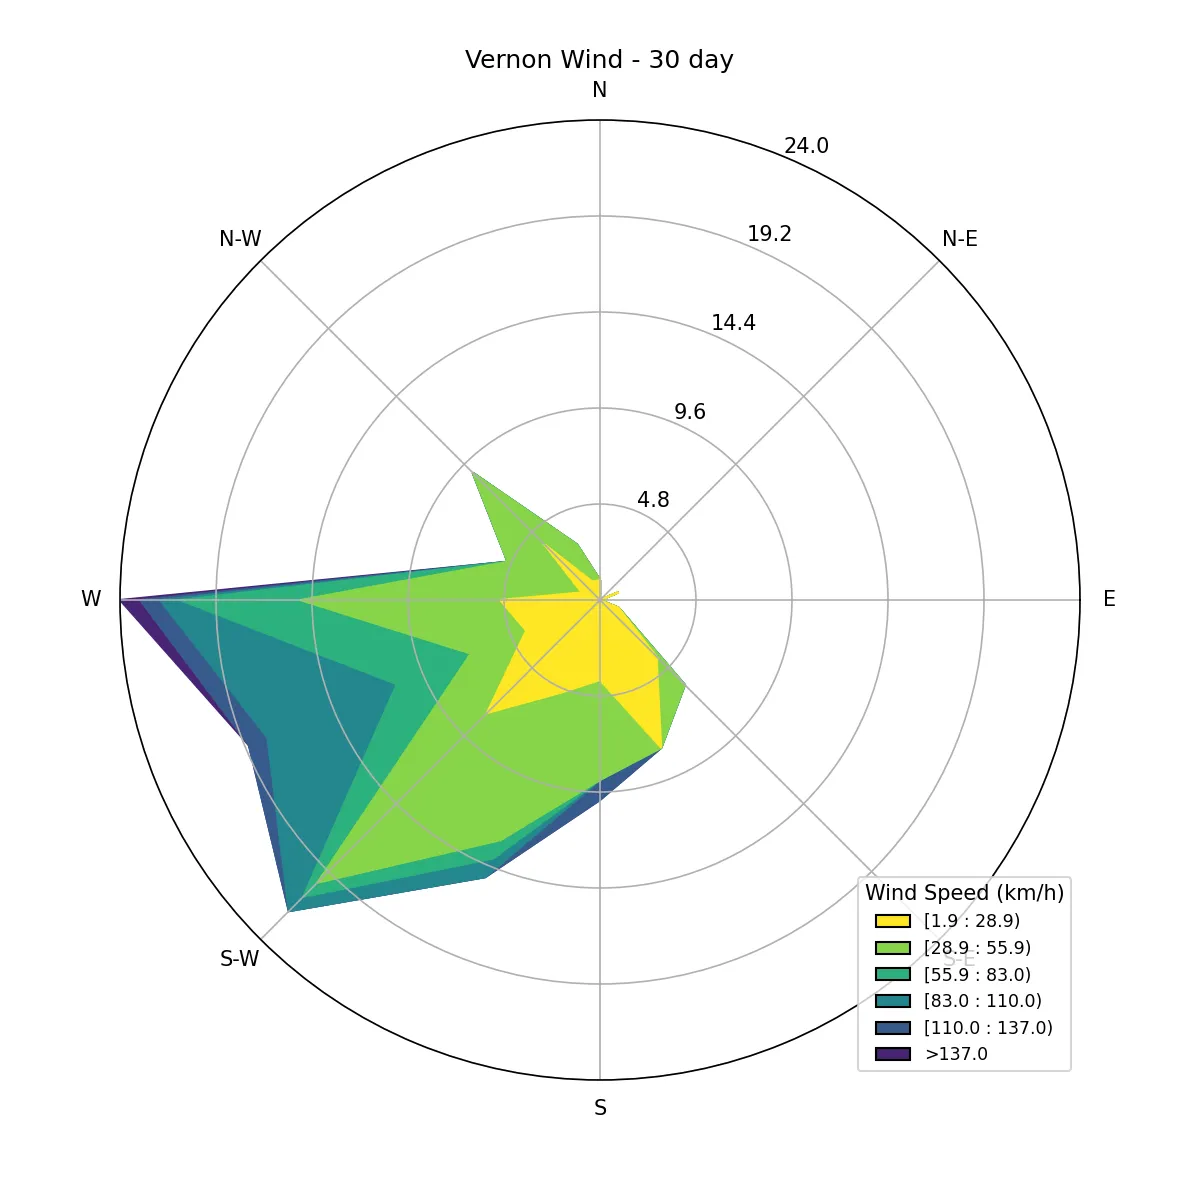 Vernon Wind - 30 day
N
24.0
19.2
N-W
N-E
14.4
9.6
4.8
W
E
Wind Speed (km/h)
[1.9 : 28.9)
[28.9 : 55.9)
S-W
S-E
[55.9 : 83.0)
[83.0 : 110.0)
[110.0 : 137.0)
>137.0
S